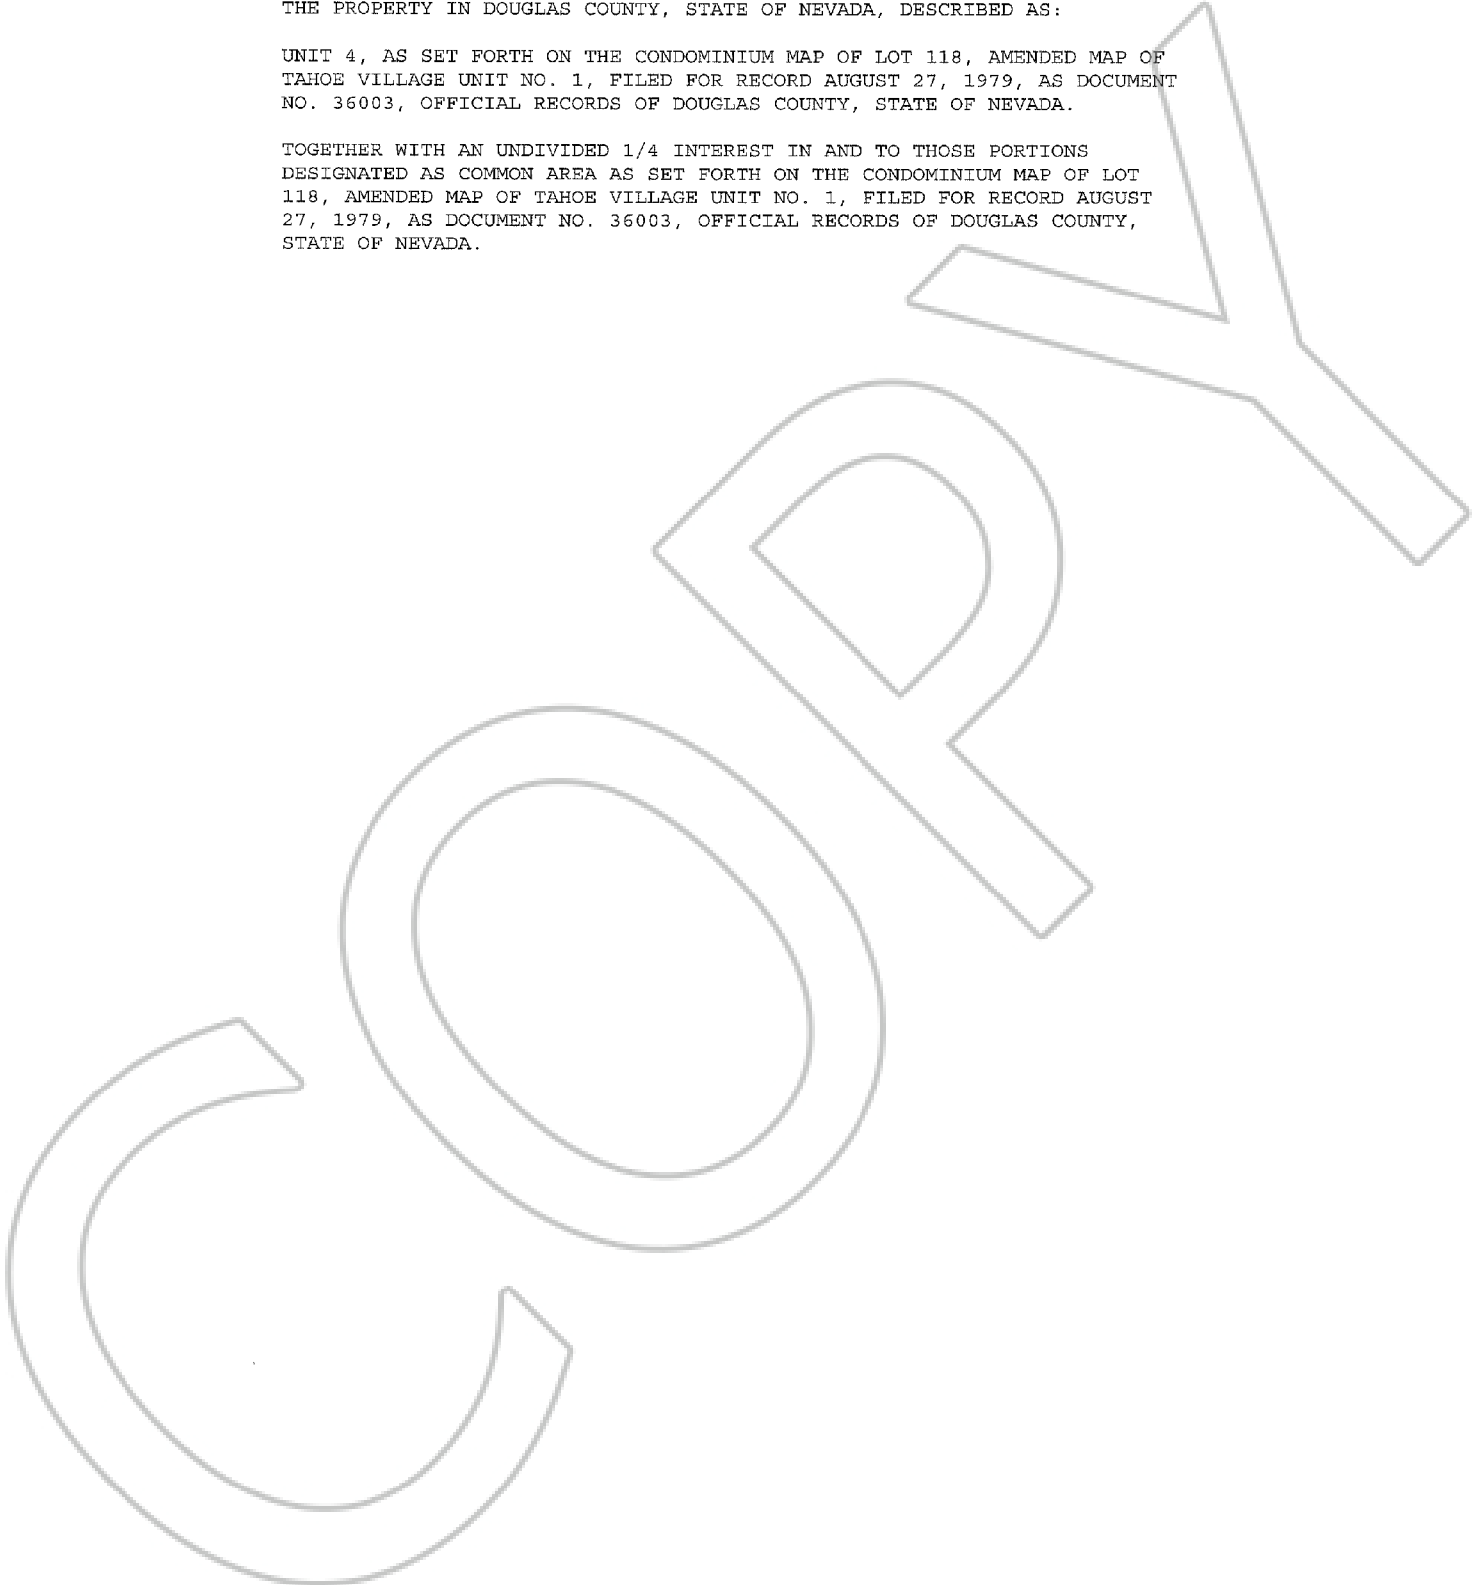 THE PROPERTY IN DOUGLAS COUNTY, STATE OF NEVADA, DESCRIBED AS:
UNIT 4, AS SET FORTH ON THE CONDOMINIUM MAP OF LOT 118, AMENDED MAP OF
TAHOE VILLAGE UNIT NO. 1, FILED FOR RECORD AUGUST 27, 1979, AS DOCUMENT
NO. 36003, OFFICIAL RECORDS OF DOUGLAS COUNTY, STATE OF NEVADA.
TOGETHER WITH AN UNDIVIDED 1/4 INTEREST IN AND TO THOSE PORTIONS
DESIGNATED AS COMMON AREA AS SET FORTH ON THE CONDOMINIUM MAP OF LOT
118, AMENDED MAP OF TAHOE VILLAGE UNIT NO. 1, FILED FOR RECORD AUGUST
27, 1979, AS DOCUMENT NO. 36003, OFFICIAL RECORDS OF DOUGLAS COUNTY,
STATE OF NEVADA.
COPY